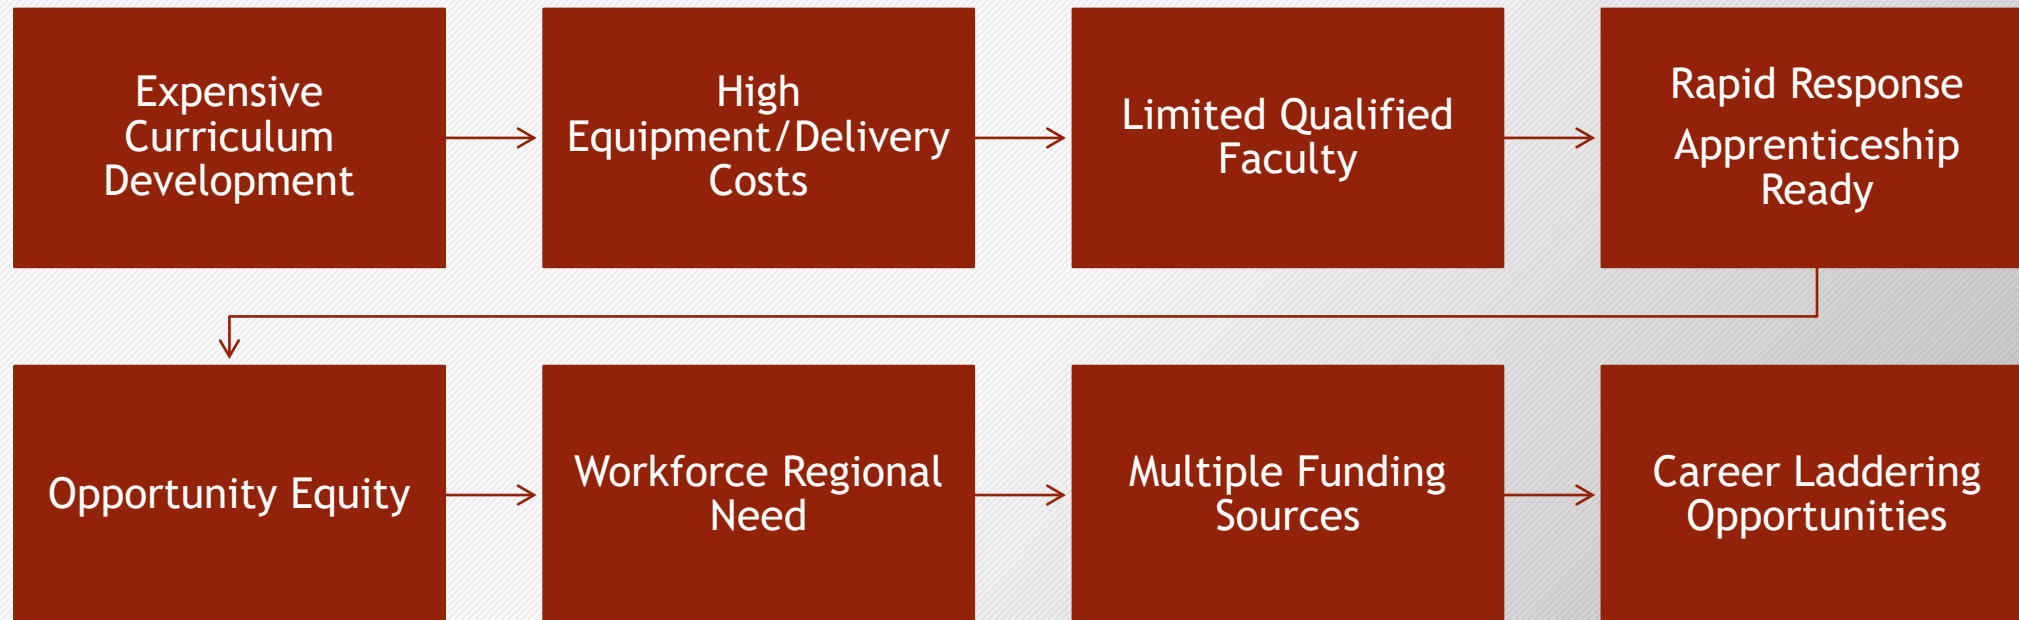 Expensive
Curriculum
Development
High
Equipment/Delivery
Costs
Limited Qualified
Faculty
Rapid Response
Apprenticeship
Ready
Opportunity Equity
Workforce Regional
Need
Multiple Funding
Sources
Career Laddering
Opportunities